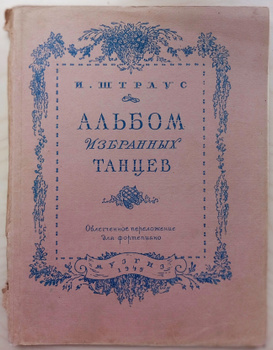 И. ШТРАУС
АЛЬБОМ
ИЗБРАННЫХ
ТАНЦЕВ
Облегченное переложение
для фортепиано
МУЗГИЗ